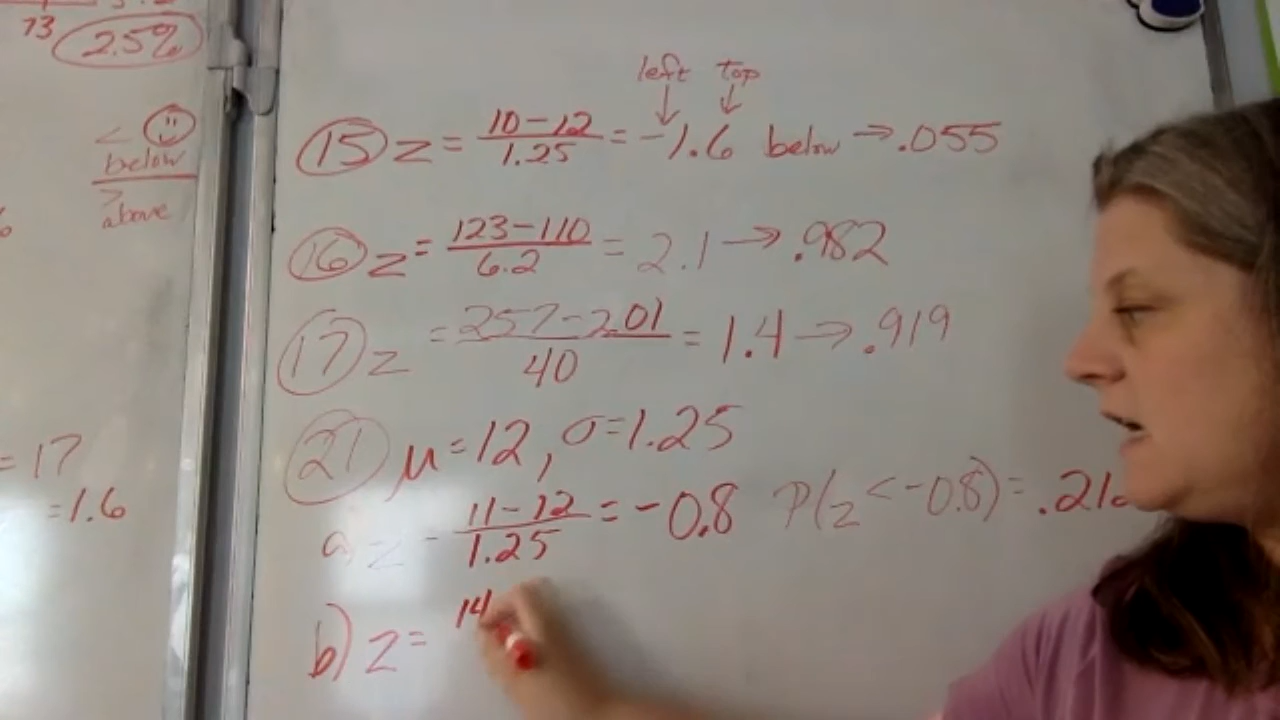 73
2.5%
<
below
>
above
= 17
= 1.6
left top
15 z = 10-12 / 1.25 = -1.6 below → .055
16 z = 123-110 / 6.2 = 2.1 → .982
17 z = 257-201 / 40 = 1.4 → .919
21 μ=12, σ=1.25
a) z = 11-12 / 1.25 = -0.8 P(z < -0.8) = .21
b) z = 14